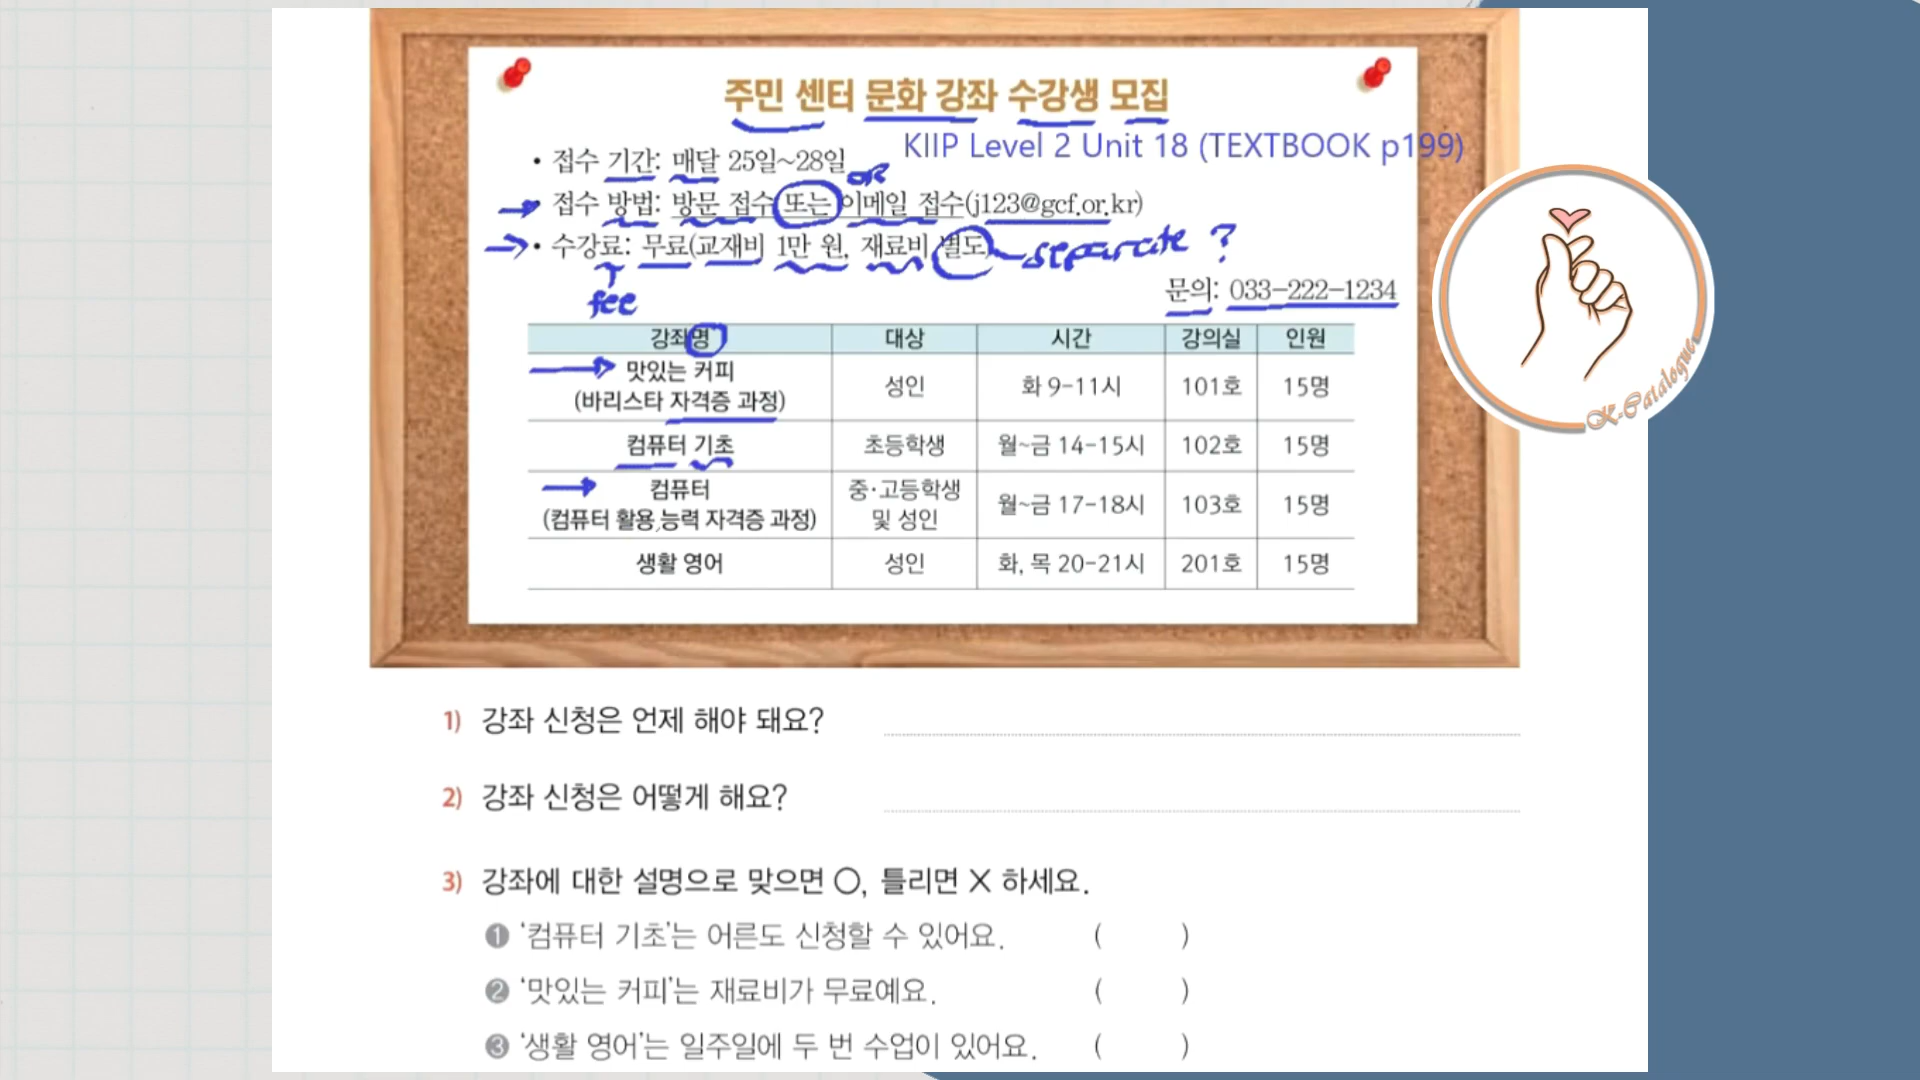 주민 센터 문화 강좌 수강생 모집
KIIP Level 2 Unit 18 (TEXTBOOK p199)
• 접수 기간: 매달 25일~28일
or
• 접수 방법: 방문 접수 또는 이메일 접수(j123@gcf.or.kr)
• 수강료: 무료(교재비 1만 원, 재료비 별도) separate ?
fee
문의: 033-222-1234
강좌명 대상 시간 강의실 인원
맛있는 커피
(바리스타 자격증 과정) 성인 화 9-11시 101호 15명
컴퓨터 기초 초등학생 월~금 14-15시 102호 15명
컴퓨터 중·고등학생
(컴퓨터 활용 능력 자격증 과정) 및 성인 월~금 17-18시 103호 15명
생활 영어 성인 화, 목 20-21시 201호 15명
K-Catalogue
1) 강좌 신청은 언제 해야 돼요?
2) 강좌 신청은 어떻게 해요?
3) 강좌에 대한 설명으로 맞으면 ○, 틀리면 X 하세요.
❶ '컴퓨터 기초'는 어른도 신청할 수 있어요. ( )
❷ '맛있는 커피'는 재료비가 무료예요. ( )
❸ '생활 영어'는 일주일에 두 번 수업이 있어요. ( )